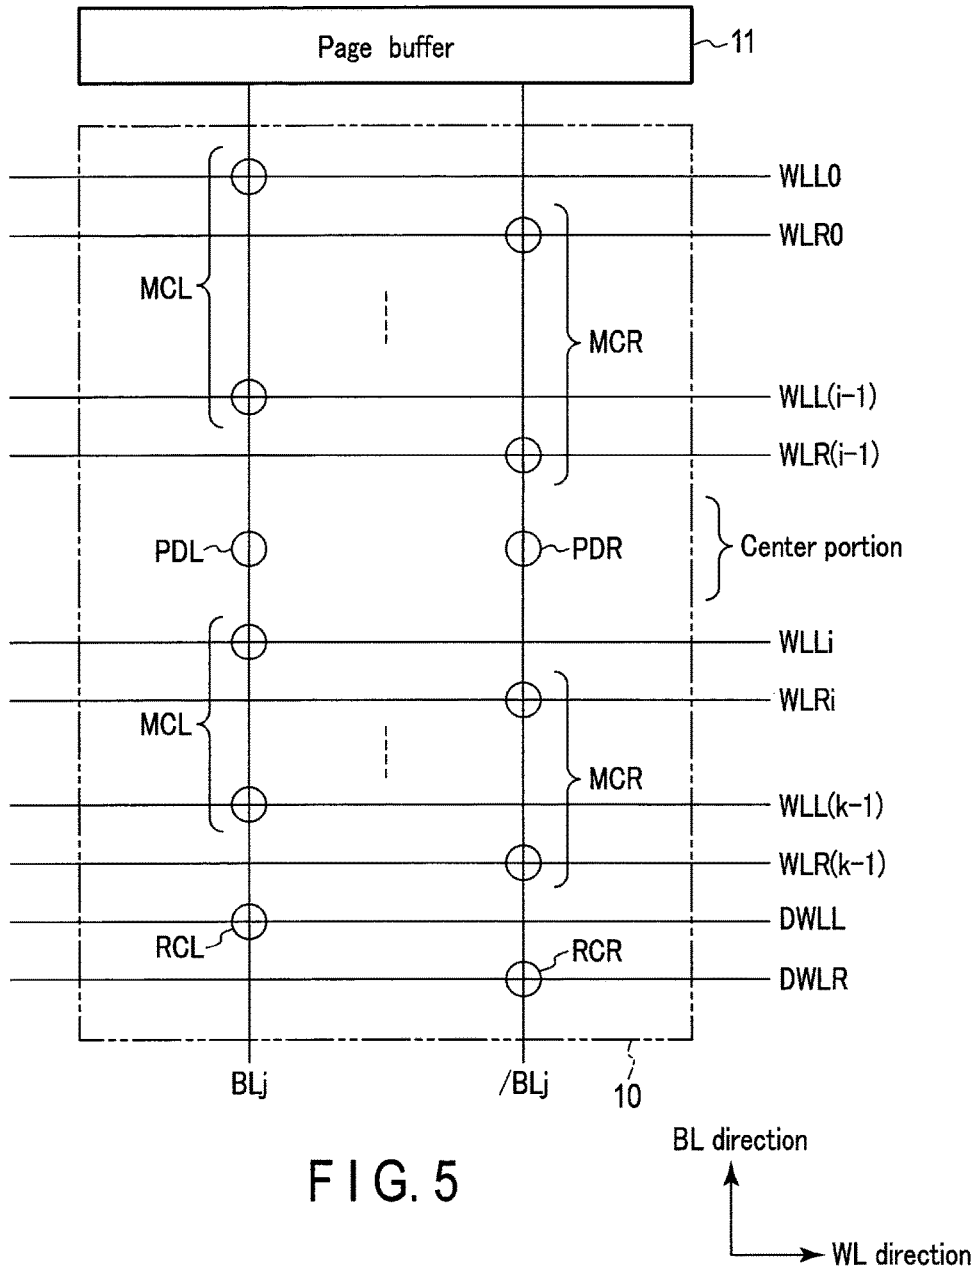 Page buffer
11
WLL0
WLR0
MCL
MCR
WLL(i-1)
WLR(i-1)
PDL
PDR
Center portion
WLLi
WLRi
MCL
MCR
WLL(k-1)
WLR(k-1)
DWLL
RCL
RCR
DWLR
BLj
/BLj
10
BL direction
FIG. 5
WL direction